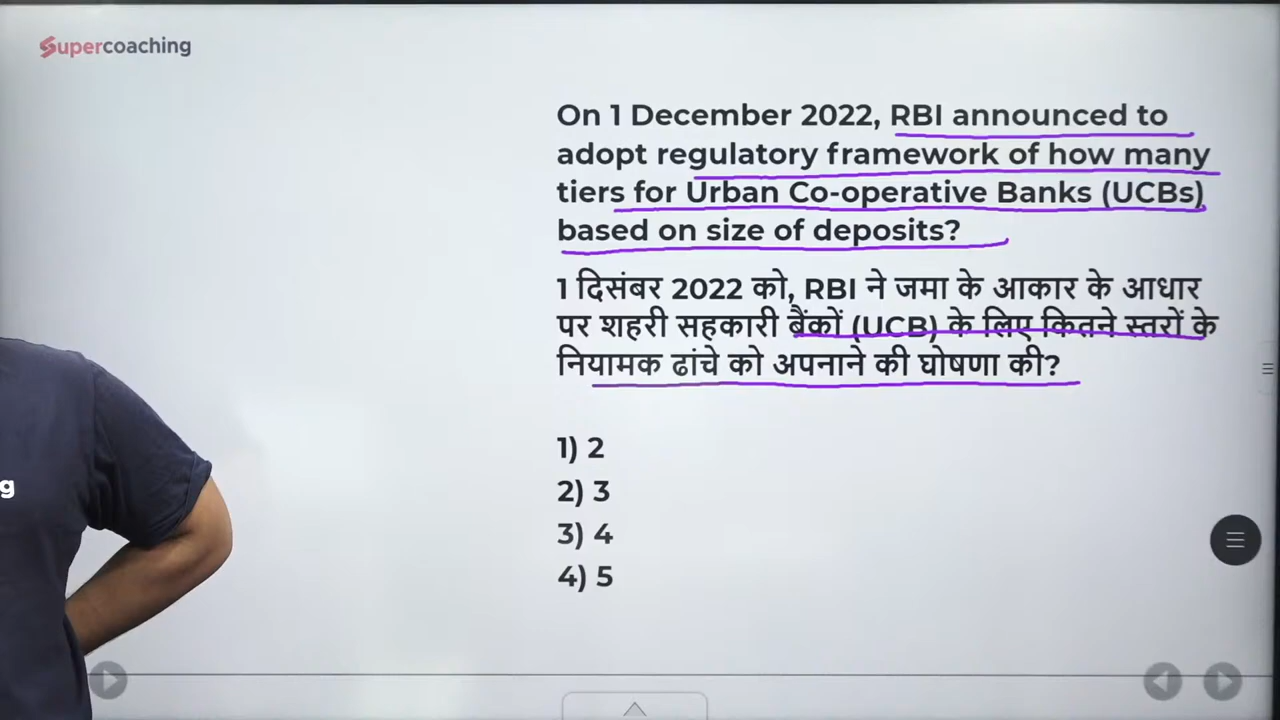 Supercoaching
On 1 December 2022, RBI announced to
adopt regulatory framework of how many
tiers for Urban Co-operative Banks (UCBs)
based on size of deposits?
1 दिसंबर 2022 को, RBI ने जमा के आकार के आधार
पर शहरी सहकारी बैंकों (UCB) के लिए कितने स्तरों के
नियामक ढांचे को अपनाने की घोषणा की?
1) 2
2) 3
3) 4
4) 5
g